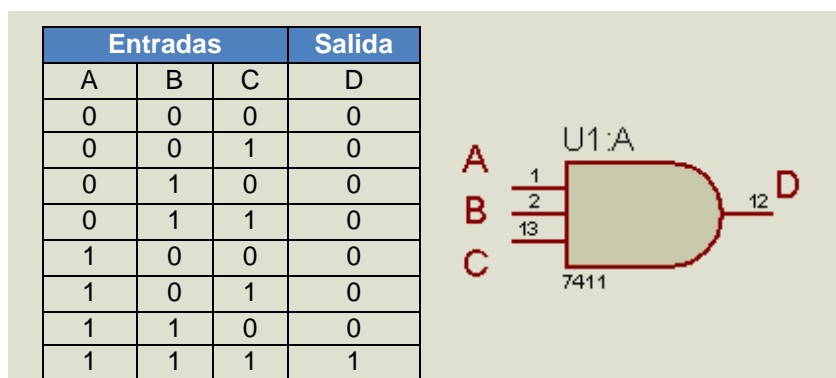 Entradas Salida
A B C D
0 0 0 0
0 0 1 0
0 1 0 0
0 1 1 0
1 0 0 0
1 0 1 0
1 1 0 0
1 1 1 1
U1:A
A 1
B 2
C 13
12 D
7411